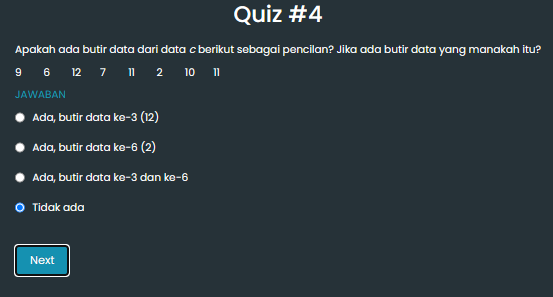 Quiz #4
Apakah ada butir data dari data c berikut sebagai pencilan? Jika ada butir data yang manakah itu?
9 6 12 7 11 2 10 11
JAWABAN
Ada, butir data ke-3 (12)
Ada, butir data ke-6 (2)
Ada, butir data ke-3 dan ke-6
Tidak ada
Next